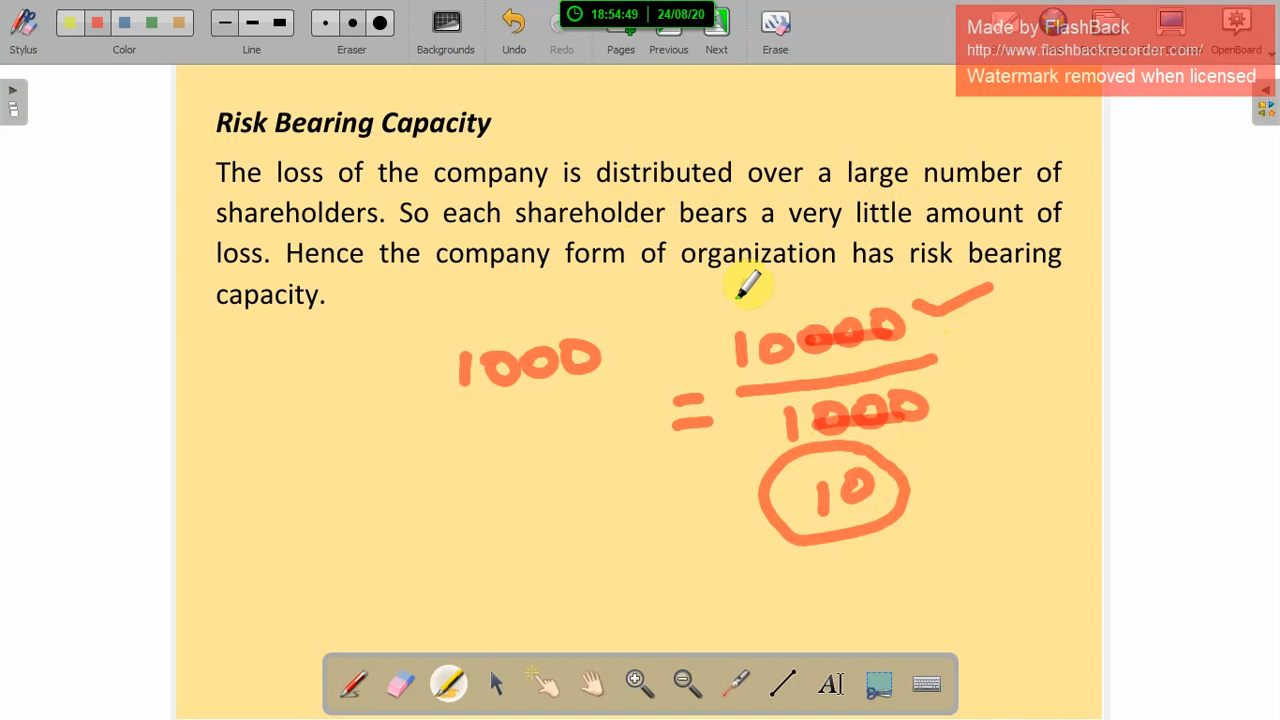 18:54:49 24/08/20
Made by FlashBack
http://www.flashbackrecorder.com/
Watermark removed when licensed
Stylus Color Line Eraser Backgrounds Undo Redo Pages Previous Next Erase OpenBoard
Risk Bearing Capacity
The loss of the company is distributed over a large number of
shareholders. So each shareholder bears a very little amount of
loss. Hence the company form of organization has risk bearing
capacity.
1000
= 10000
1000
10